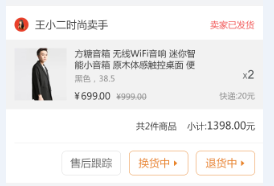 王小二时尚卖手
卖家已发货
方糖音箱 无线WiFi音响 迷你智
能小音箱 原木体感触控桌面 便
黑色，38.5
x2
¥699.00 ¥999.00
快递:20元
共2件商品 小计:1398.00元
售后跟踪 换货中 退货中